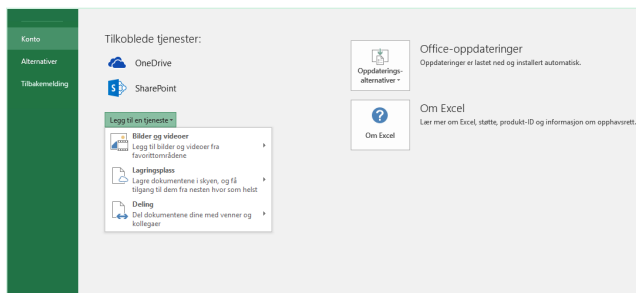 Konto
Alternativer
Tilbakemelding
Tilkoblede tjenester:
OneDrive
SharePoint
Legg til en tjeneste
Bilder og videoer
Legg til bilder og videoer fra
favorittområdene
Lagringsplass
Lagre dokumentene i skyen, og få
tilgang til dem fra nesten hvor som helst
Deling
Del dokumentene dine med venner og
kollegaer
Oppdaterings-
alternativer
Office-oppdateringer
Oppdateringer er lastet ned og installert automatisk.
Om Excel
Om Excel
Lær mer om Excel, støtte, produkt-ID og informasjon om opphavsrett.